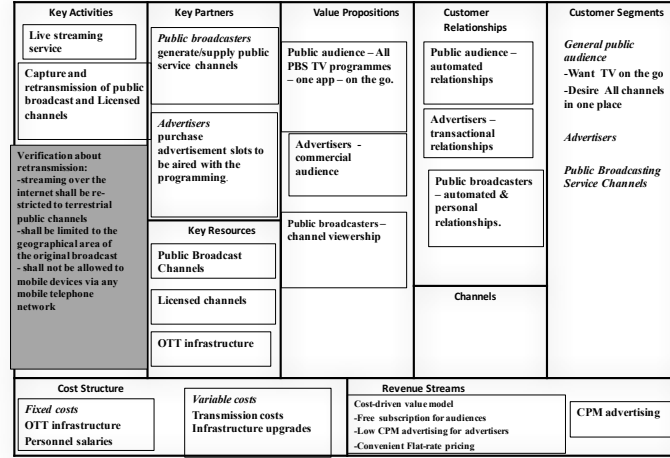 Key Activities
Live streaming
service
Capture and
retransmission of public
broadcast and Licensed
channels
Verification about
retransmission:
-streaming over the
internet shall be re-
stricted to terrestrial
public channels
-shall be limited to the
geographical area of
the original broadcast
- shall not be allowed to
mobile devices via any
mobile telephone
network
Key Partners
Public broadcasters
generate/supply public
service channels
Advertisers
purchase
advertisement slots to
be aired with the
programming.
Key Resources
Public Broadcast
Channels
Licensed channels
OTT infrastructure
Value Propositions
Public audience – All
PBS TV programmes
– one app – on the go.
Advertisers -
commercial
audience
Public broadcasters –
channel viewership
Customer
Relationships
Public audience –
automated
relationships
Advertisers –
transactional
relationships
Public broadcasters
– automated &
personal
relationships.
Channels
Customer Segments
General public
audience
-Want TV on the go
-Desire All channels
in one place
Advertisers
Public Broadcasting
Service Channels
Cost Structure
Fixed costs
OTT infrastructure
Personnel salaries
Variable costs
Transmission costs
Infrastructure upgrades
Revenue Streams
Cost-driven value model
-Free subscription for audiences
-Low CPM advertising for advertisers
-Convenient Flat-rate pricing
CPM advertising